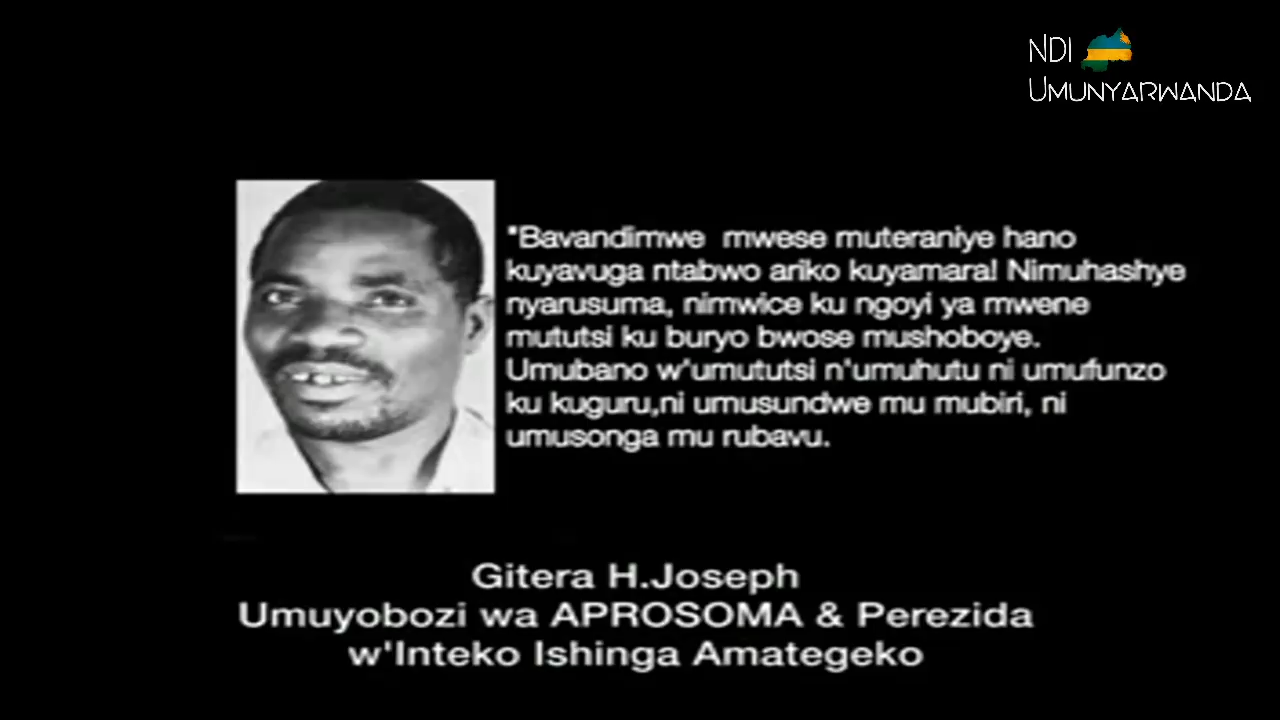 NDI
UMUNYARWANDA
"Bavandimwe mwese muteraniye hano
kuyavuga ntabwo ariko kuyamara! Nimuhashye
nyarusuma, nimwice ku ngoyi ya mwene
mututsi ku buryo bwose mushoboye.
Umubano w'umututsi n'umuhutu ni umufunzo
ku kuguru,ni umusundwe mu mubiri, ni
umusonga mu rubavu.
Gitera H.Joseph
Umuyobozi wa APROSOMA & Perezida
w'Inteko Ishinga Amategeko